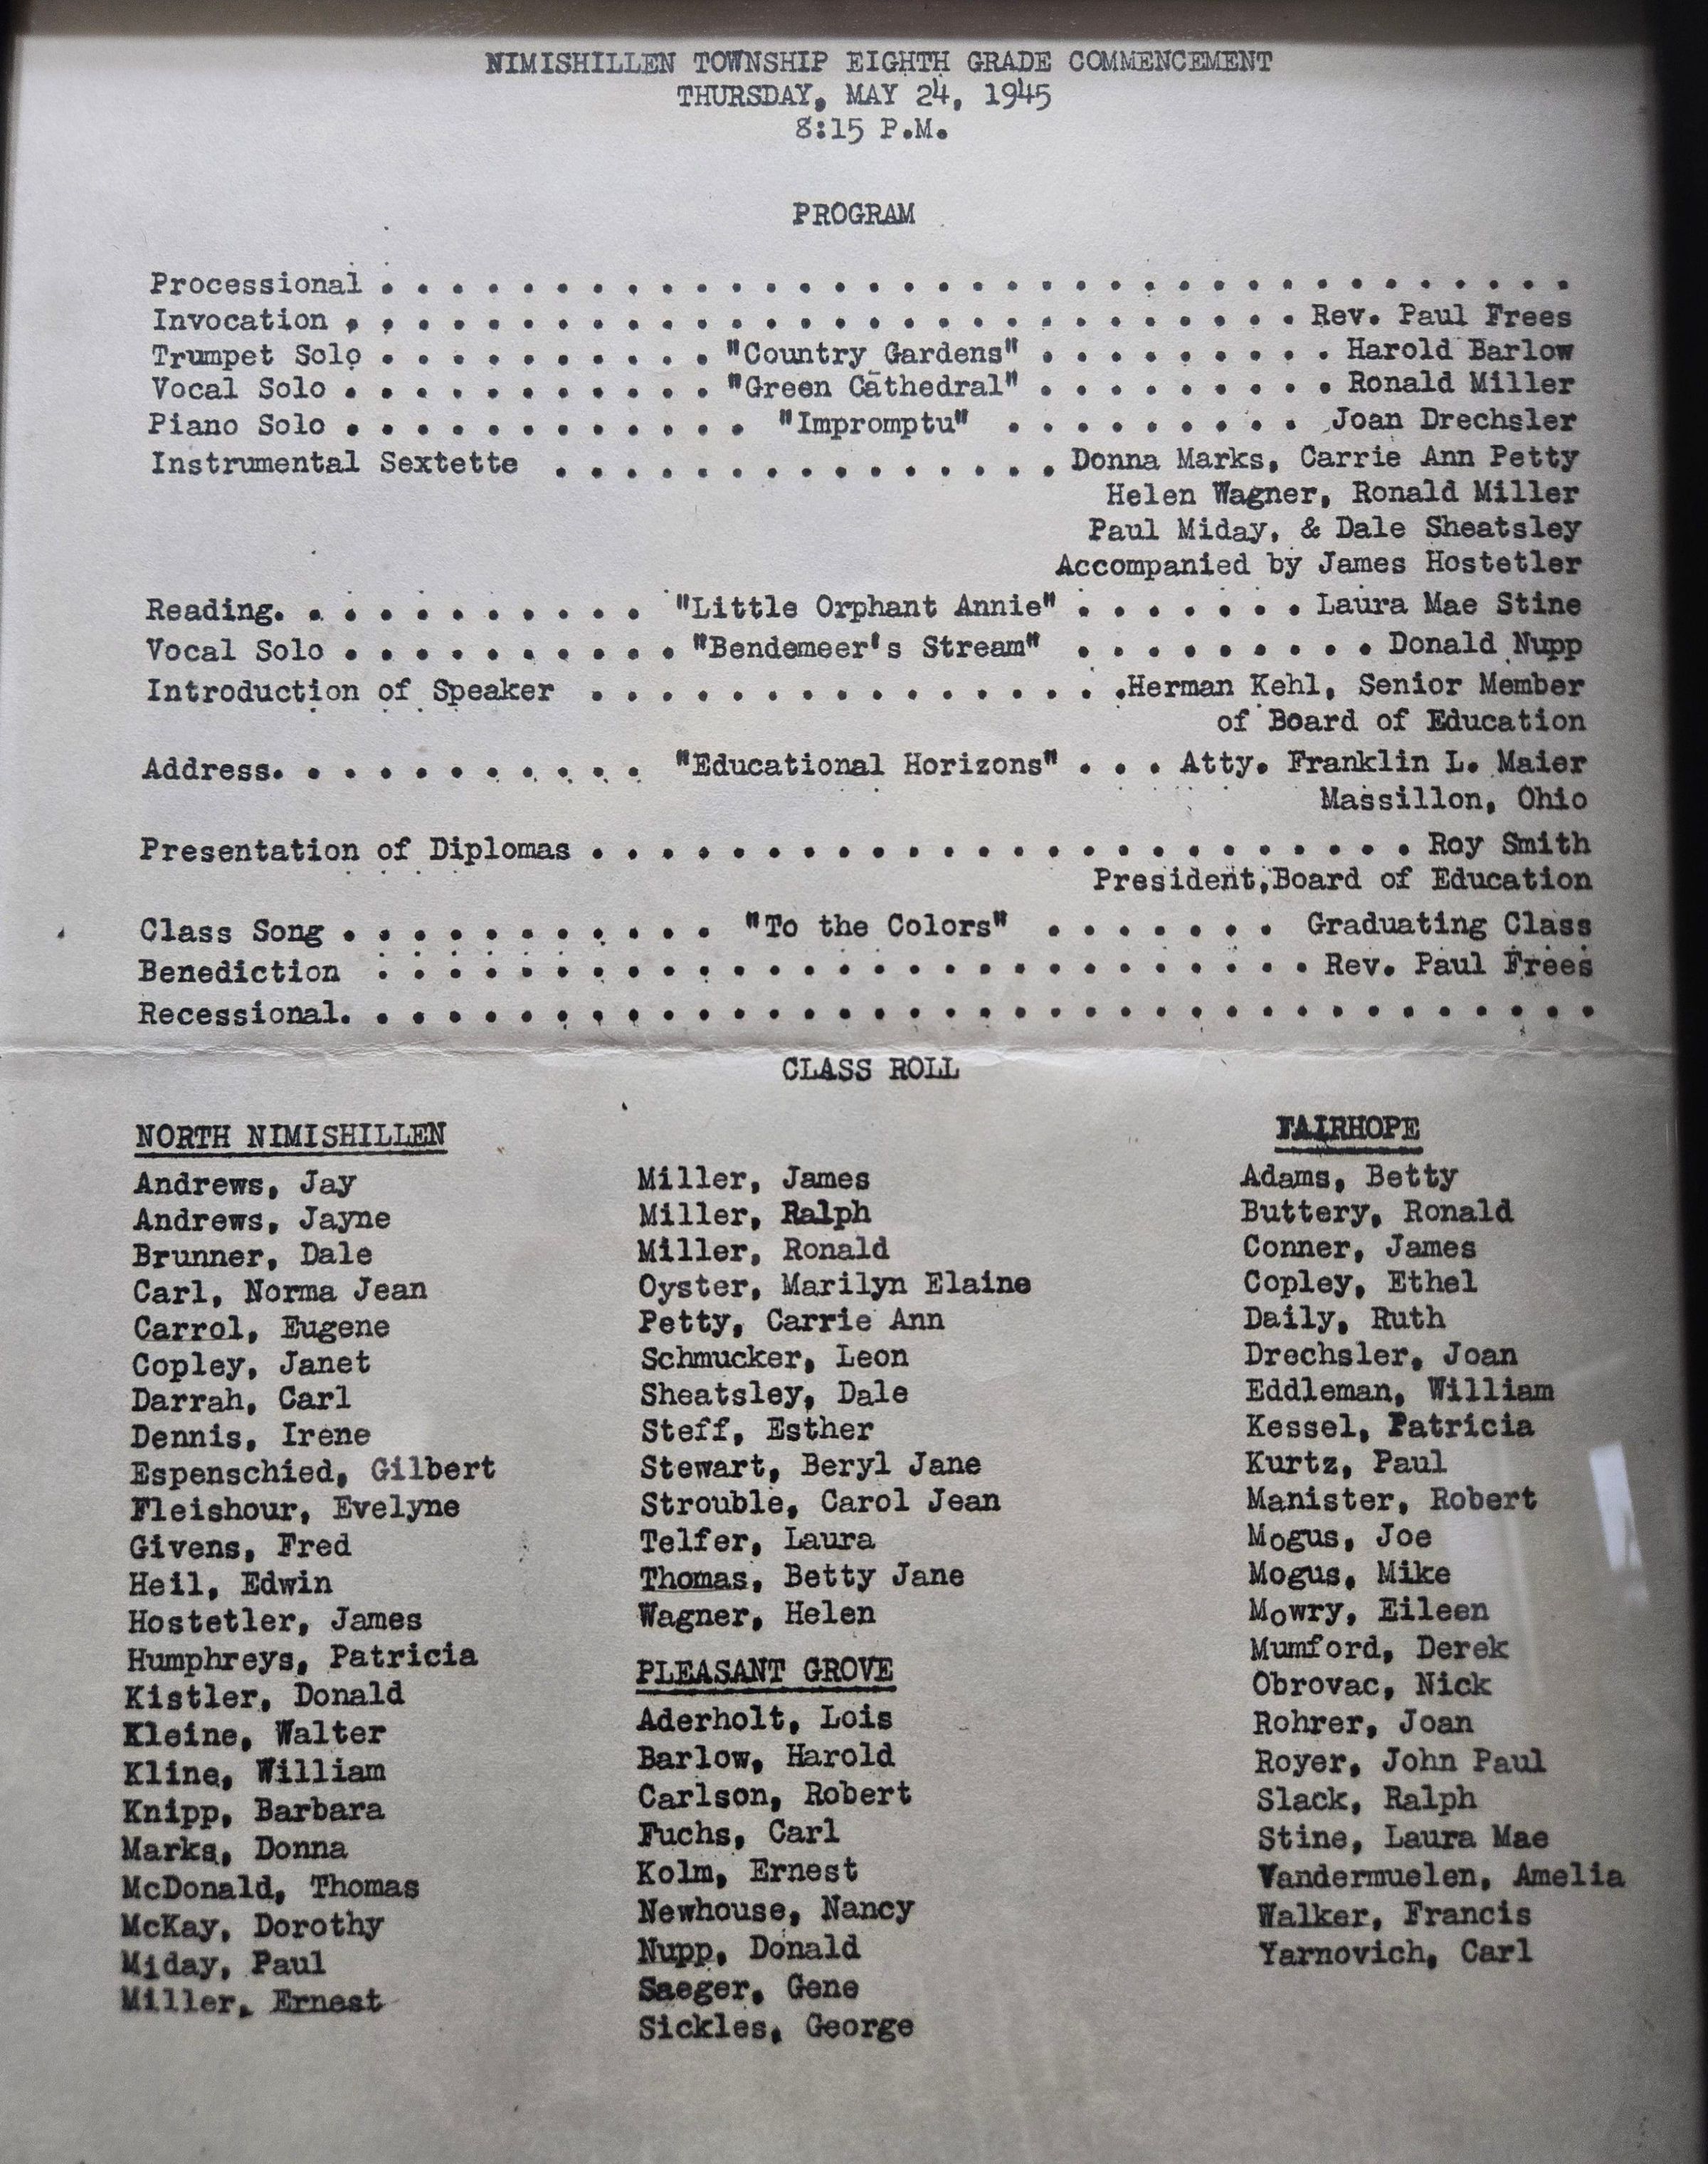 NIMISHILLEN TOWNSHIP EIGHTH GRADE COMMENCEMENT
THURSDAY, MAY 24, 1945
8:15 P.M.
PROGRAM
Processional . . . . . . . . . . . . . . . . . . . . . . . . . . . . . . . . . . .
Invocation . . . . . . . . . . . . . . . . . . . . . . . . . . . . Rev. Paul Frees
Trumpet Solo . . . . . . . . . . "Country Gardens" . . . . . . . . . Harold Barlow
Vocal Solo . . . . . . . . . . . "Green Cathedral" . . . . . . . . . Ronald Miller
Piano Solo . . . . . . . . . . . . "Impromptu" . . . . . . . . . Joan Drechsler
Instrumental Sextette . . . . . . . . . . . . . . . Donna Marks, Carrie Ann Petty
Helen Wagner, Ronald Miller
Paul Miday, & Dale Sheatsley
Accompanied by James Hostetler
Reading. . . . . . . . . . . "Little Orphant Annie" . . . . . . . Laura Mae Stine
Vocal Solo . . . . . . . . . . "Bendemeer's Stream" . . . . . . . . . Donald Nupp
Introduction of Speaker . . . . . . . . . . . . . . . .Herman Kehl, Senior Member
of Board of Education
Address. . . . . . . . . . . "Educational Horizons" . . . Atty. Franklin L. Maier
Massillon, Ohio
Presentation of Diplomas . . . . . . . . . . . . . . . . . . . . . . . . Roy Smith
President,Board of Education
Class Song . . . . . . . . . . . "To the Colors" . . . . . . . Graduating Class
Benediction . . . . . . . . . . . . . . . . . . . . . . . . . . . Rev. Paul Frees
Recessional. . . . . . . . . . . . . . . . . . . . . . . . . . . . . . . . . . . .
CLASS ROLL
NORTH NIMISHILLEN
Andrews, Jay
Andrews, Jayne
Brunner, Dale
Carl, Norma Jean
Carrol, Eugene
Copley, Janet
Darrah, Carl
Dennis, Irene
Espenschied, Gilbert
Fleishour, Evelyne
Givens, Fred
Heil, Edwin
Hostetler, James
Humphreys, Patricia
Kistler, Donald
Kleine, Walter
Kline, William
Knipp, Barbara
Marks, Donna
McDonald, Thomas
McKay, Dorothy
Miday, Paul
Miller, Ernest
Miller, James
Miller, Ralph
Miller, Ronald
Oyster, Marilyn Elaine
Petty, Carrie Ann
Schmucker, Leon
Sheatsley, Dale
Steff, Esther
Stewart, Beryl Jane
Strouble, Carol Jean
Telfer, Laura
Thomas, Betty Jane
Wagner, Helen
PLEASANT GROVE
Aderholt, Lois
Barlow, Harold
Carlson, Robert
Fuchs, Carl
Kolm, Ernest
Newhouse, Nancy
Nupp, Donald
Saeger, Gene
Sickles, George
FAIRHOPE
Adams, Betty
Buttery, Ronald
Conner, James
Copley, Ethel
Daily, Ruth
Drechsler, Joan
Eddleman, William
Kessel, Patricia
Kurtz, Paul
Manister, Robert
Mogus, Joe
Mogus, Mike
Mowry, Eileen
Mumford, Derek
Obrovac, Nick
Rohrer, Joan
Royer, John Paul
Slack, Ralph
Stine, Laura Mae
Vandermuelen, Amelia
Walker, Francis
Yarnovich, Carl